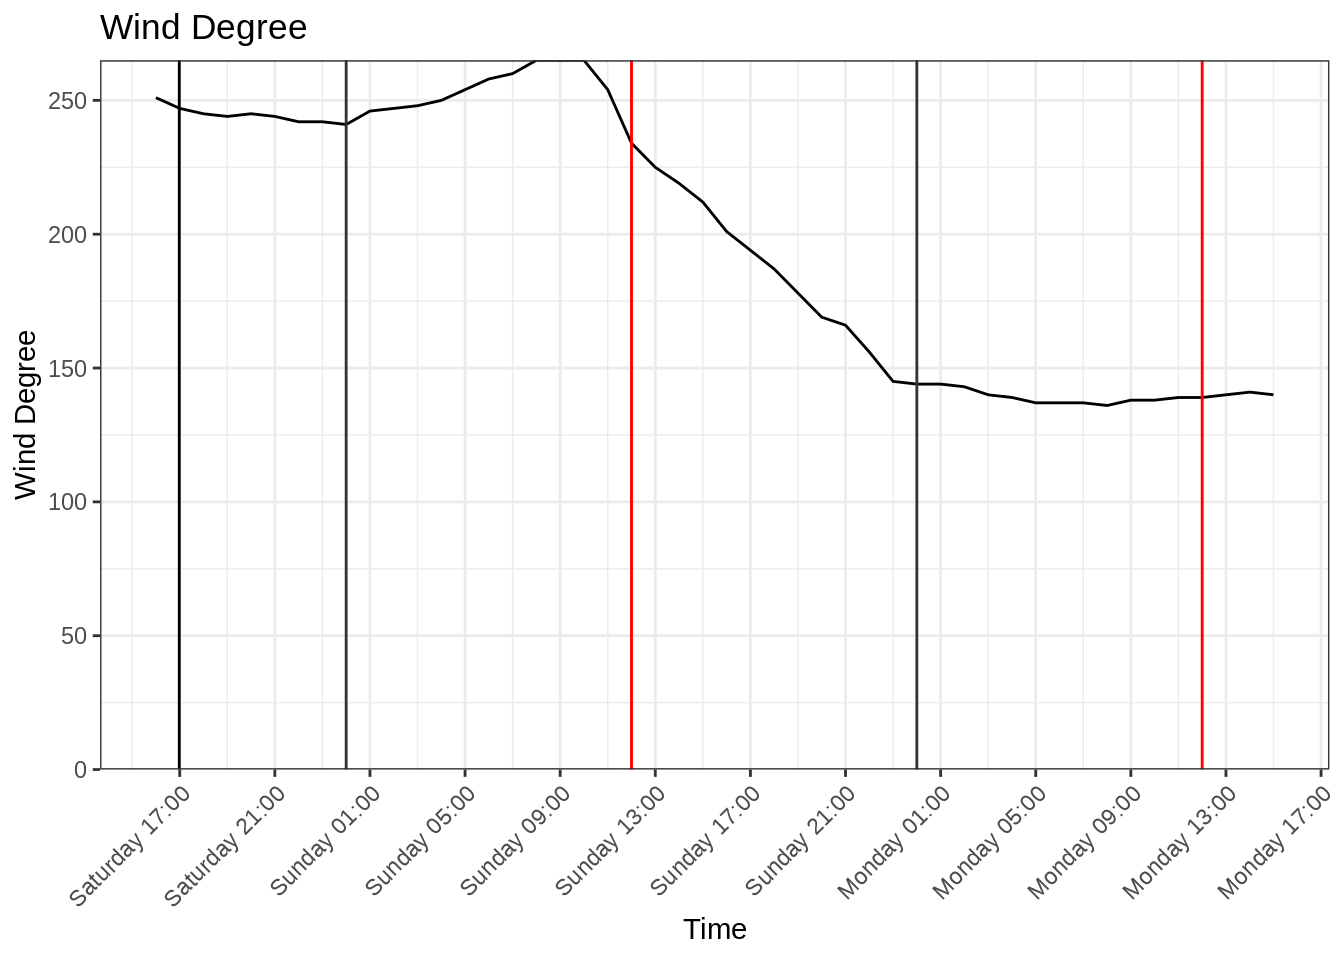 Wind Degree
Wind Degree
250
200
150
100
50
0
Saturday 17:00
Saturday 21:00
Sunday 01:00
Sunday 05:00
Sunday 09:00
Sunday 13:00
Sunday 17:00
Sunday 21:00
Monday 01:00
Monday 05:00
Monday 09:00
Monday 13:00
Monday 17:00
Time